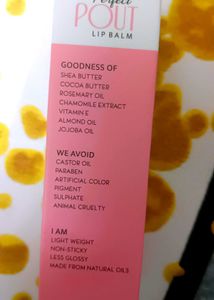 Perfect
POUT
LIP BALM
GOODNESS OF
SHEA BUTTER
COCOA BUTTER
ROSEMARY OIL
CHAMOMILE EXTRACT
VITAMIN E
ALMOND OIL
JOJOBA OIL
WE AVOID
CASTOR OIL
PARABEN
ARTIFICIAL COLOR
PIGMENT
SULPHATE
ANIMAL CRUELTY
I AM
LIGHT WEIGHT
NON-STICKY
LESS GLOSSY
MADE FROM NATURAL OILS